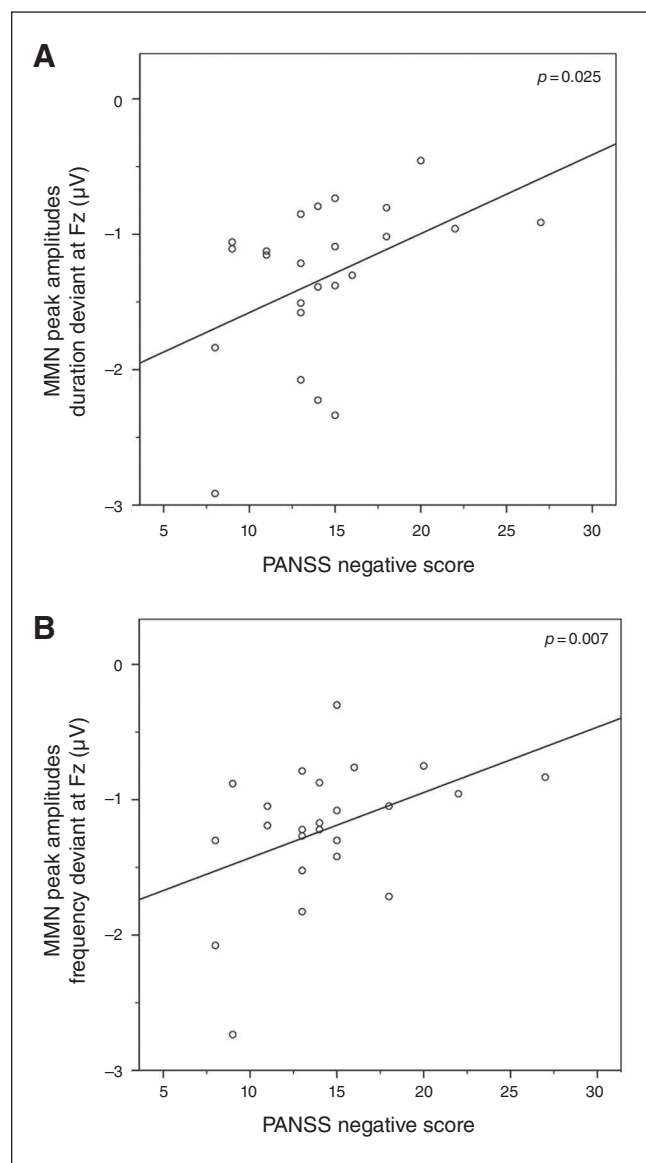 A
p=0.025
0
–1
–2
–3
MMN peak amplitudes
duration deviant at Fz (µV)
5 10 15 20 25 30
PANSS negative score
B
p=0.007
0
–1
–2
–3
MMN peak amplitudes
frequency deviant at Fz (µV)
5 10 15 20 25 30
PANSS negative score